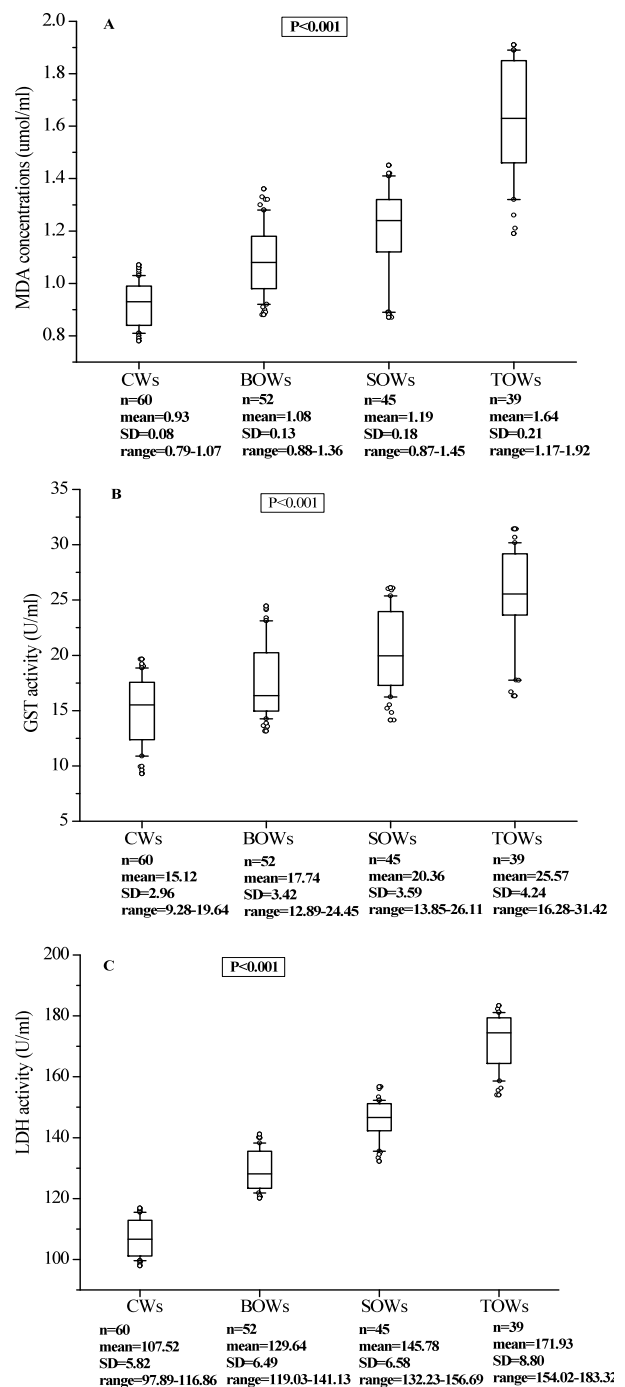 A
P<0.001
MDA concentrations (umol/ml)
2.0
1.8
1.6
1.4
1.2
1.0
0.8
CWs BOWs SOWs TOWs
n=60 n=52 n=45 n=39
mean=0.93 mean=1.08 mean=1.19 mean=1.64
SD=0.08 SD=0.13 SD=0.18 SD=0.21
range=0.79-1.07 range=0.88-1.36 range=0.87-1.45 range=1.17-1.92
B
P<0.001
GST activity (U/ml)
35
30
25
20
15
10
5
CWs BOWs SOWs TOWs
n=60 n=52 n=45 n=39
mean=15.12 mean=17.74 mean=20.36 mean=25.57
SD=2.96 SD=3.42 SD=3.59 SD=4.24
range=9.28-19.64 range=12.89-24.45 range=13.85-26.11 range=16.28-31.42
C
P<0.001
LDH activity (U/ml)
200
180
160
140
120
100
CWs BOWs SOWs TOWs
n=60 n=52 n=45 n=39
mean=107.52 mean=129.64 mean=145.78 mean=171.93
SD=5.82 SD=6.49 SD=6.58 SD=8.80
range=97.89-116.86 range=119.03-141.13 range=132.23-156.69 range=154.02-183.32